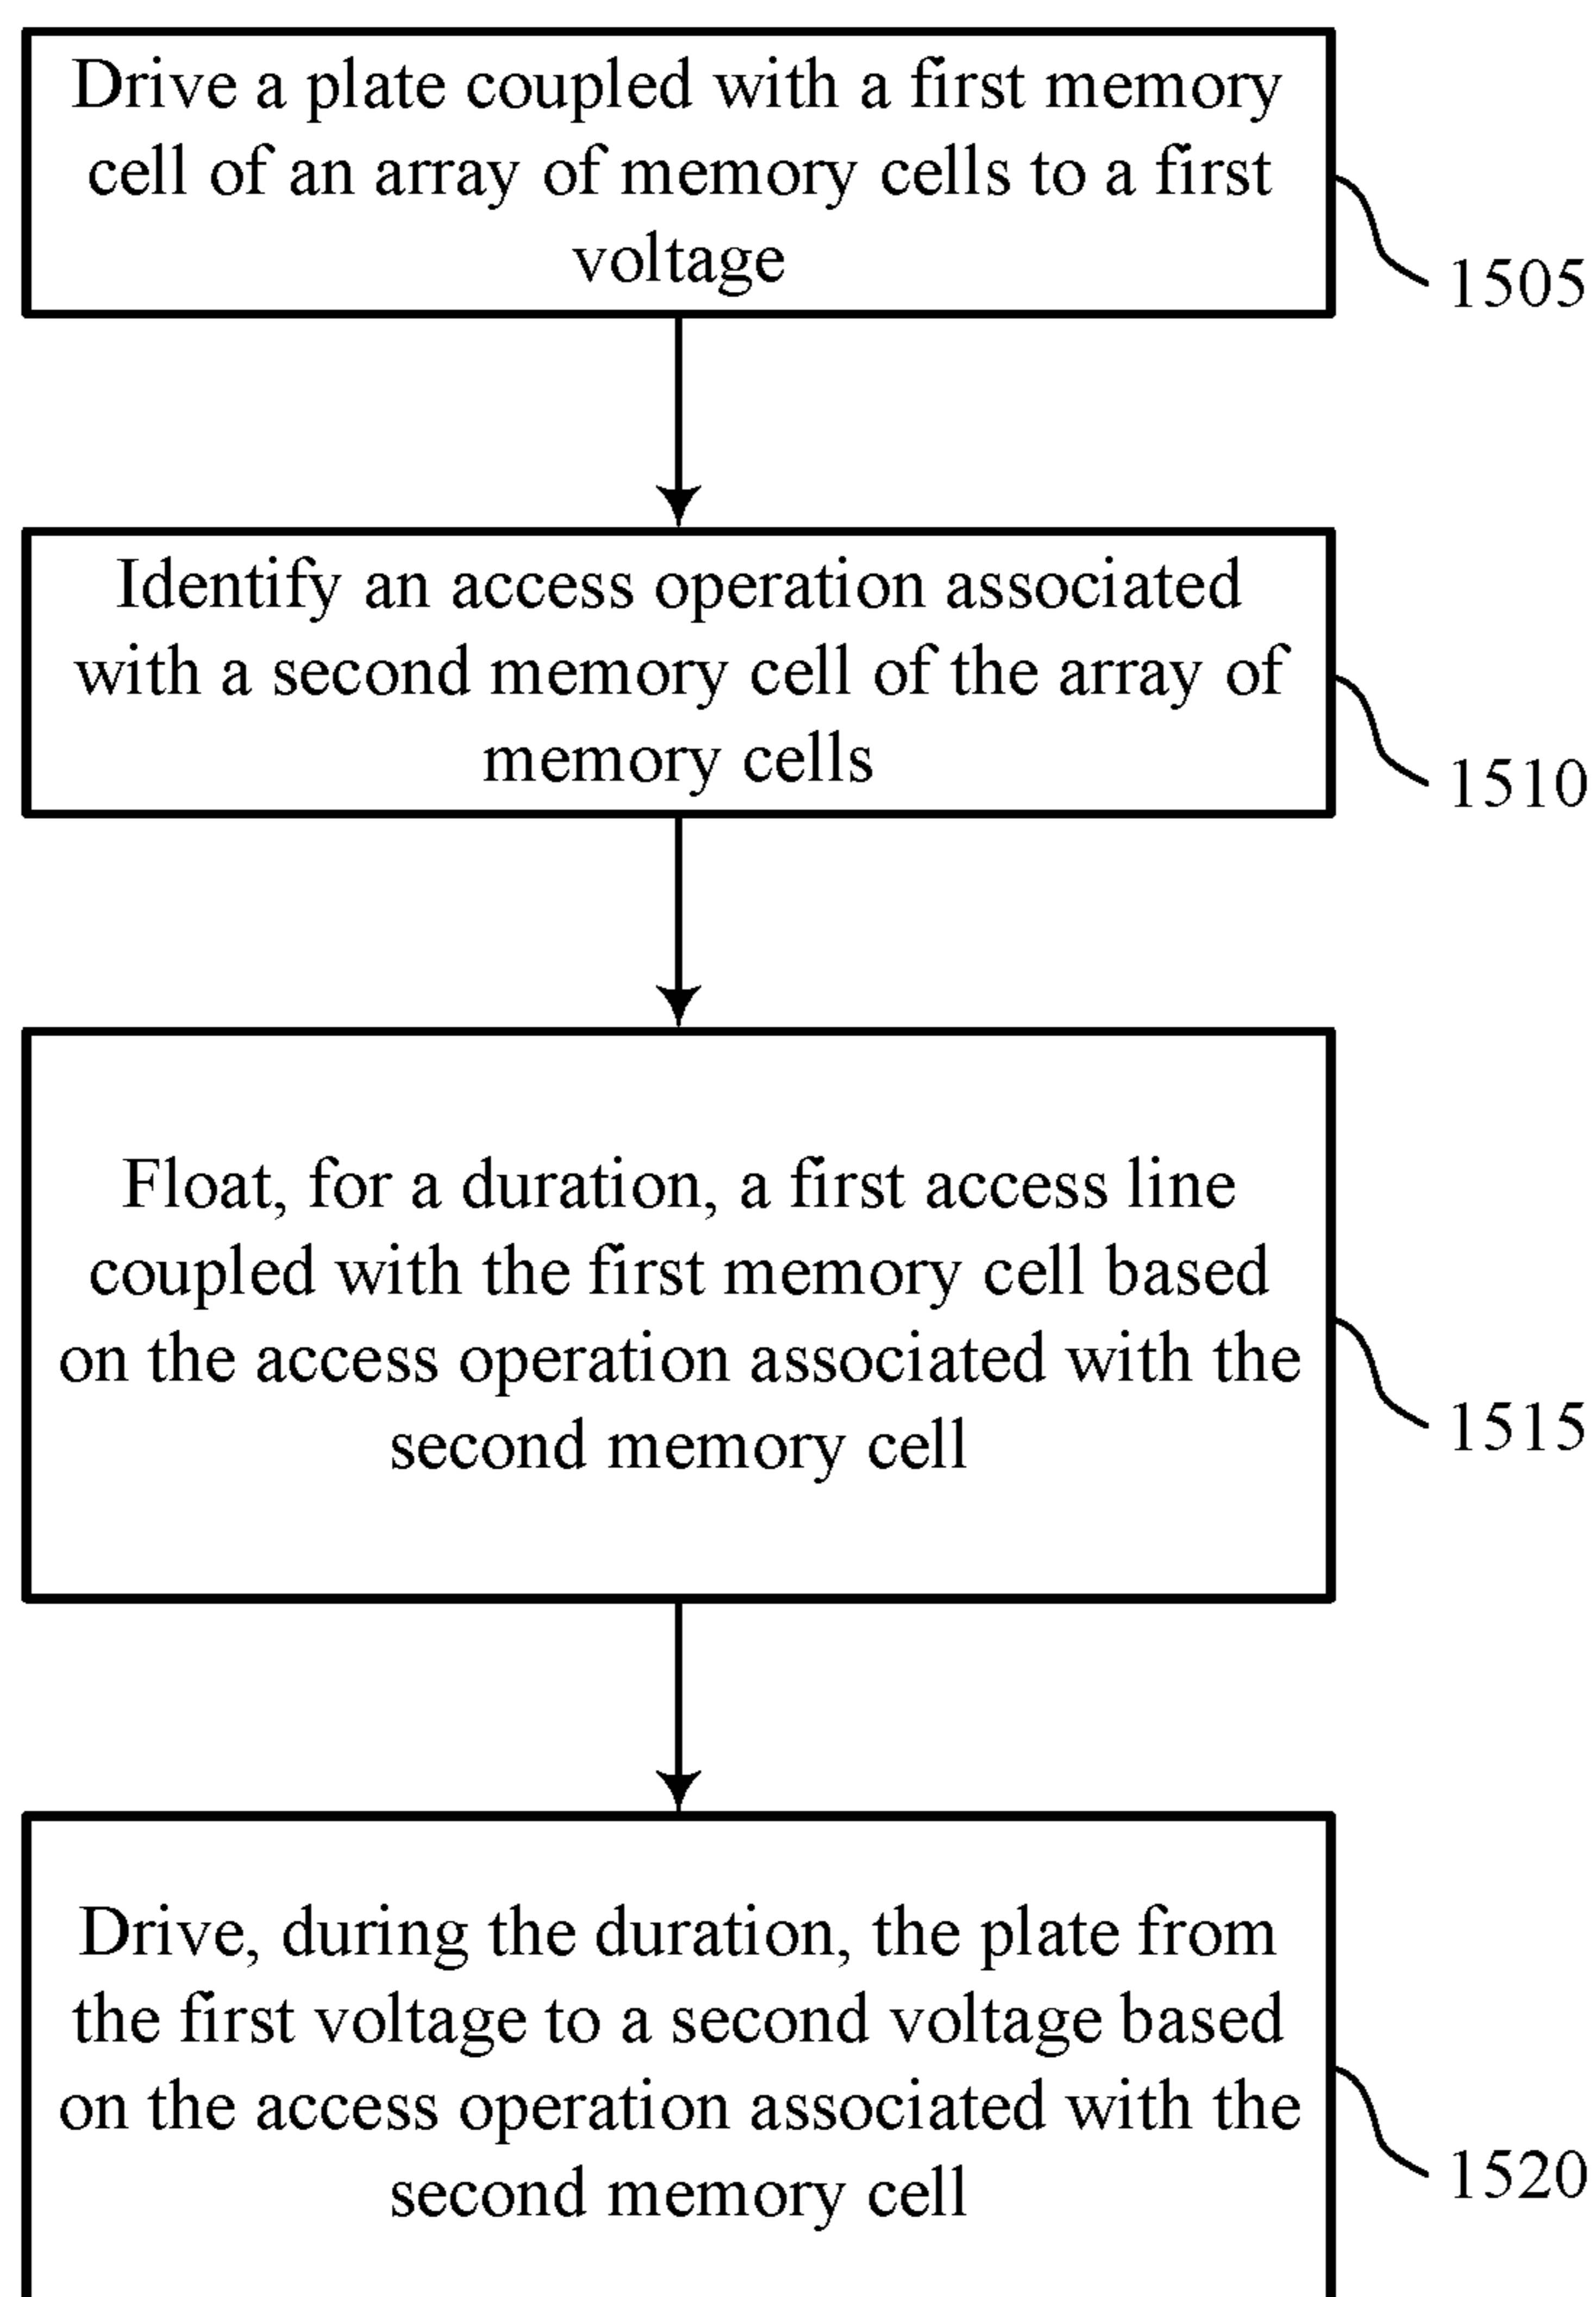 Drive a plate coupled with a first memory
cell of an array of memory cells to a first
voltage
1505
Identify an access operation associated
with a second memory cell of the array of
memory cells
1510
Float, for a duration, a first access line
coupled with the first memory cell based
on the access operation associated with the
second memory cell
1515
Drive, during the duration, the plate from
the first voltage to a second voltage based
on the access operation associated with the
second memory cell
1520